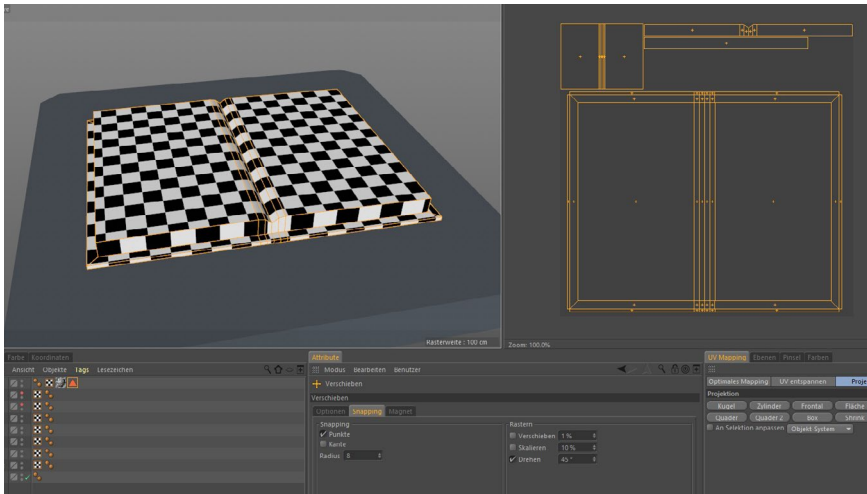 Rasterweite : 100 cm
Zoom: 100.0%
Farbe Koordinaten
Ansicht Objekte Tags Lesezeichen
Attribute
Modus Bearbeiten Benutzer
Verschieben
Verschieben
Optionen Snapping Magnet
Snapping
Punkte
Kante
Radius 8
Rastern
Verschieben 1 %
Skalieren 10 %
Drehen 45 °
UV Mapping Ebenen Pinsel Farben
Optimales Mapping UV entspannen Proje
Projektion
Kugel Zylinder Frontal Fläche
Quader Quader 2 Box Shrink
An Selektion anpassen Objekt System